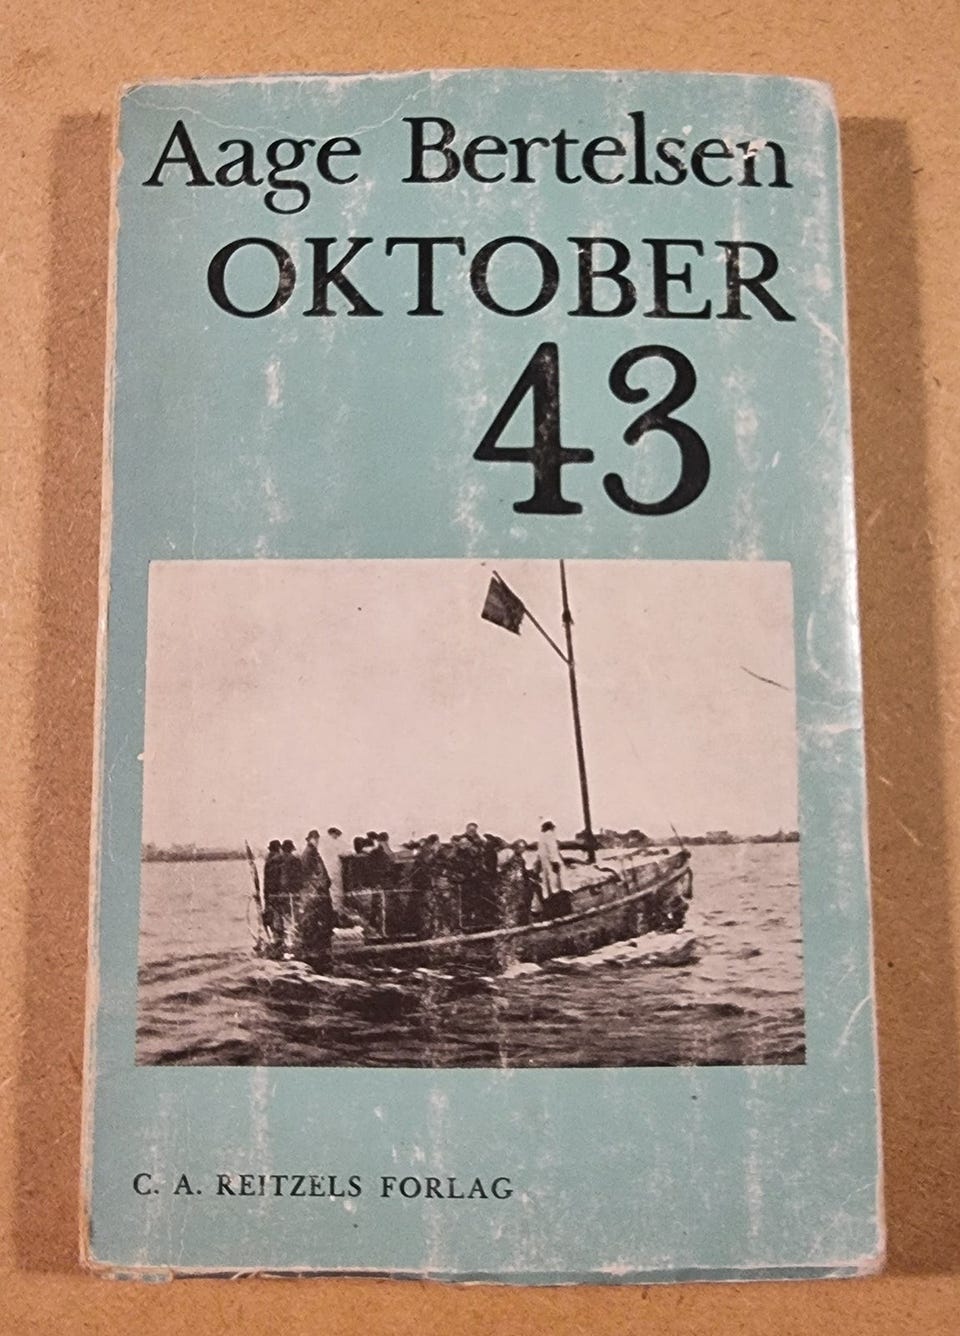 Aage Bertelsen
OKTOBER
43
C. A. REITZELS FORLAG